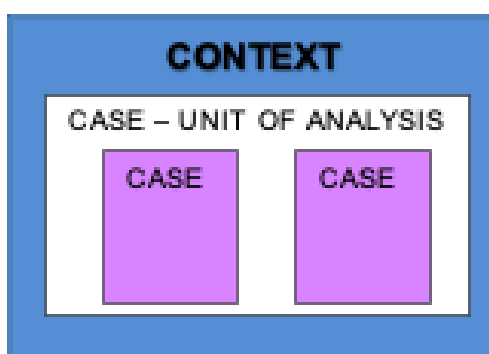 CONTEXT
CASE – UNIT OF ANALYSIS
CASE CASE